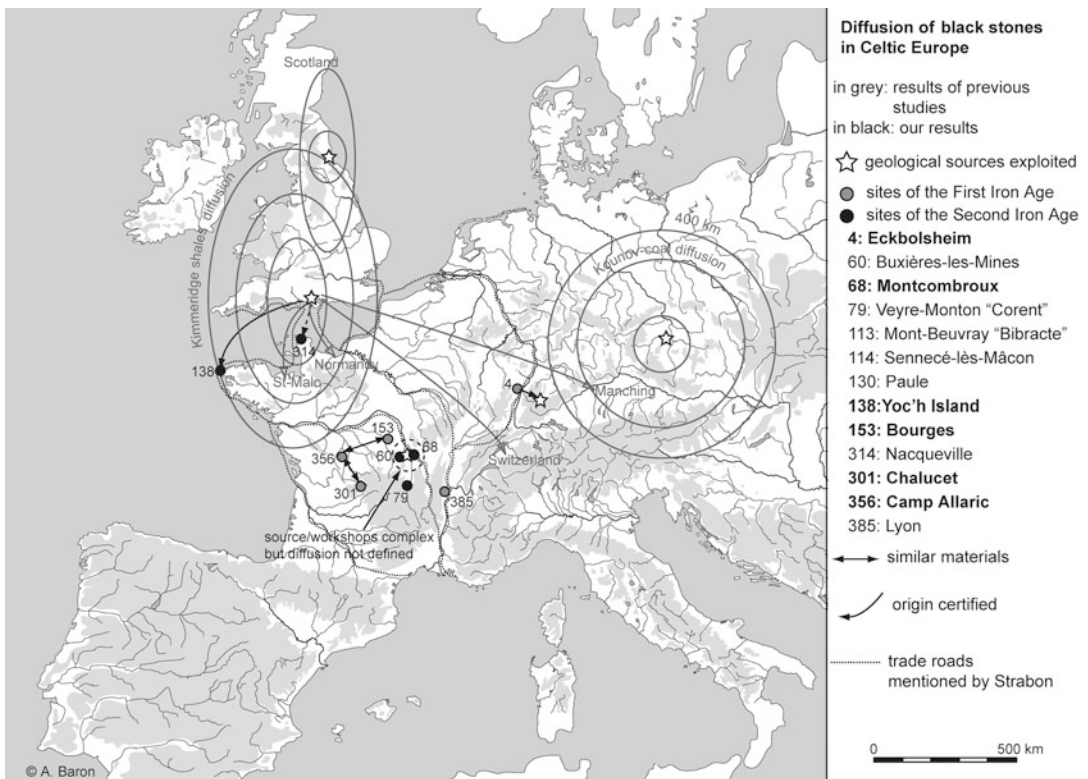 Scotland
Kimmeridge shales diffusion
400 km
Kounov-coal diffusion
314
Normandy
138
St-Malo
4
Manching
153
356
60
68
Switzerland
301
79
385
source/workshops complex
but diffusion not defined
© A. Baron
Diffusion of black stones
in Celtic Europe
in grey: results of previous
studies
in black: our results
geological sources exploited
sites of the First Iron Age
sites of the Second Iron Age
4: Eckbolsheim
60: Buxières-les-Mines
68: Montcombroux
79: Veyre-Monton “Corent”
113: Mont-Beuvray “Bibracte”
114: Sennecé-lès-Mâcon
130: Paule
138:Yoc'h Island
153: Bourges
314: Nacqueville
301: Chalucet
356: Camp Allaric
385: Lyon
similar materials
origin certified
trade roads
mentioned by Strabon
0 500 km